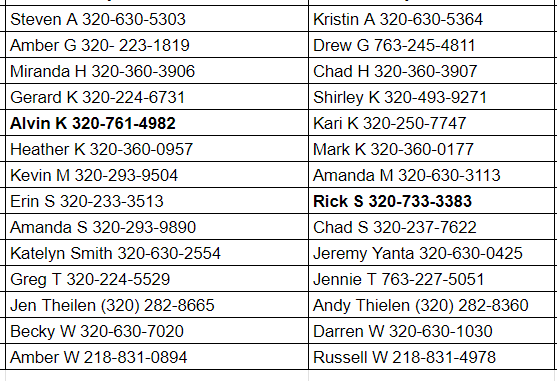 Steven A 320-630-5303 Kristin A 320-630-5364
Amber G 320- 223-1819 Drew G 763-245-4811
Miranda H 320-360-3906 Chad H 320-360-3907
Gerard K 320-224-6731 Shirley K 320-493-9271
Alvin K 320-761-4982 Kari K 320-250-7747
Heather K 320-360-0957 Mark K 320-360-0177
Kevin M 320-293-9504 Amanda M 320-630-3113
Erin S 320-233-3513 Rick S 320-733-3383
Amanda S 320-293-9890 Chad S 320-237-7622
Katelyn Smith 320-630-2554 Jeremy Yanta 320-630-0425
Greg T 320-224-5529 Jennie T 763-227-5051
Jen Theilen (320) 282-8665 Andy Thielen (320) 282-8360
Becky W 320-630-7020 Darren W 320-630-1030
Amber W 218-831-0894 Russell W 218-831-4978